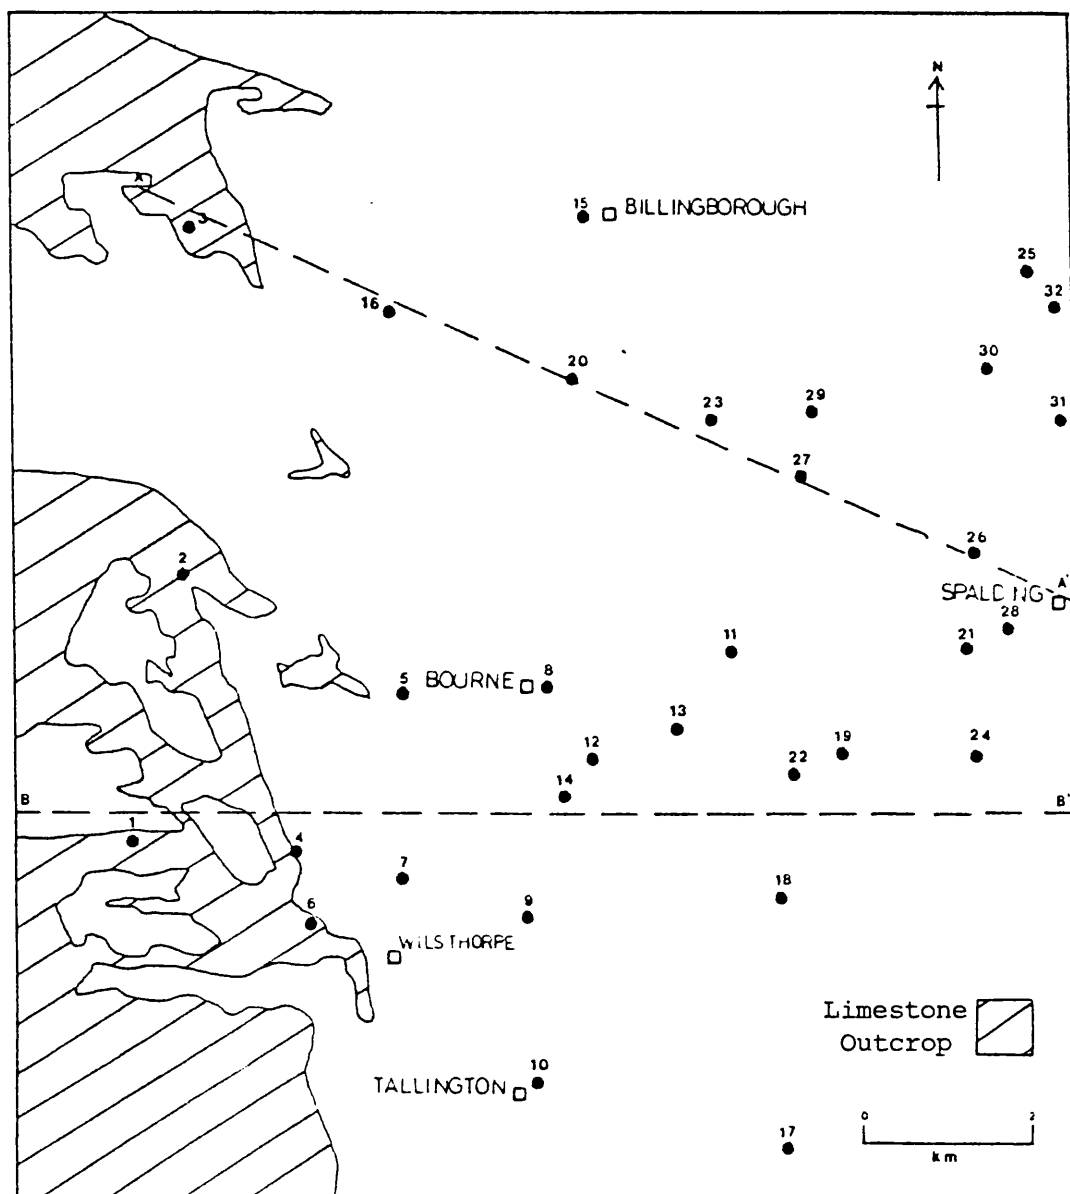 N
A
3
15
BILLINGBOROUGH
25
32
16
20
30
23
29
31
27
2
26
A'
SPALDING
28
11
21
5
BOURNE
8
13
12
19
24
22
14
B
B'
1
4
7
18
6
9
WILSTHORPE
Limestone
Outcrop
10
TALLINGTON
0
2
km
17